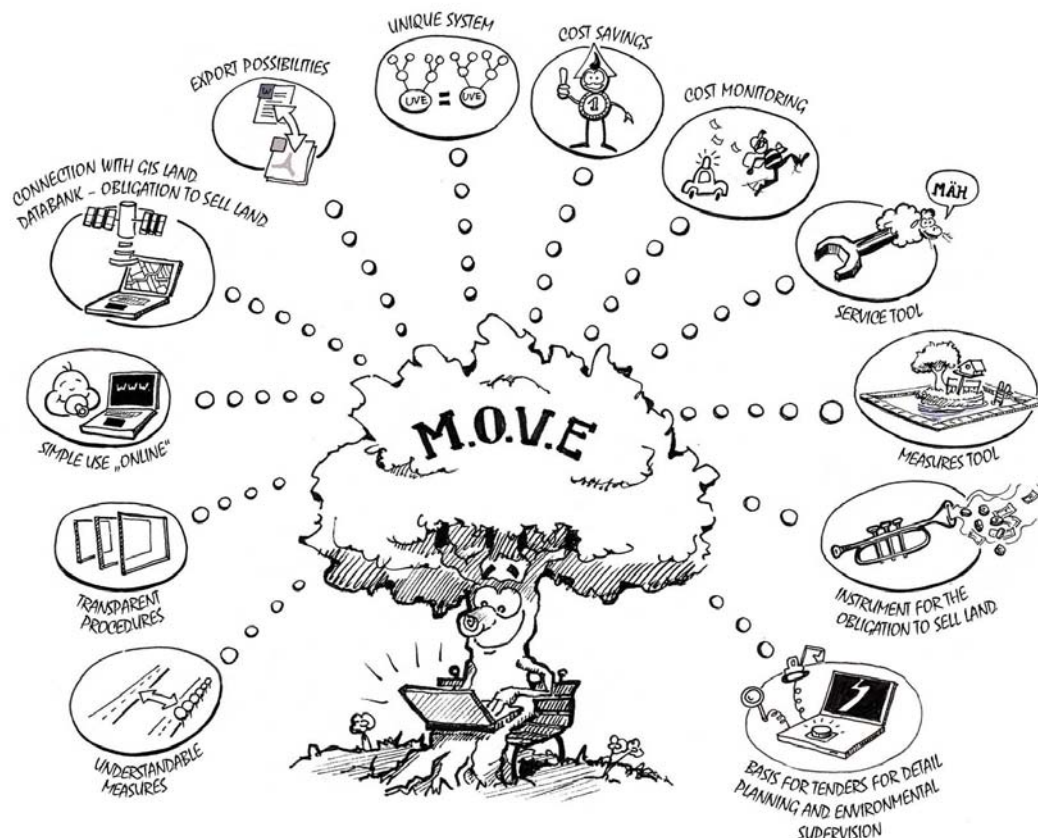 UNIQUE SYSTEM
UVE = UVE
COST SAVINGS
1
EXPORT POSSIBILITIES
W
COST MONITORING
CONNECTION WITH GIS LAND
DATABANK – OBLIGATION TO SELL LAND
MÄH
SERVICE TOOL
WWW.
SIMPLE USE „ONLINE“
M.O.V.E
MEASURES TOOL
TRANSPARENT
PROCEDURES
INSTRUMENT FOR THE
OBLIGATION TO SELL LAND
UNDERSTANDABLE
MEASURES
BASIS FOR TENDERS FOR DETAIL
PLANNING AND ENVIRONMENTAL
SUPERVISION